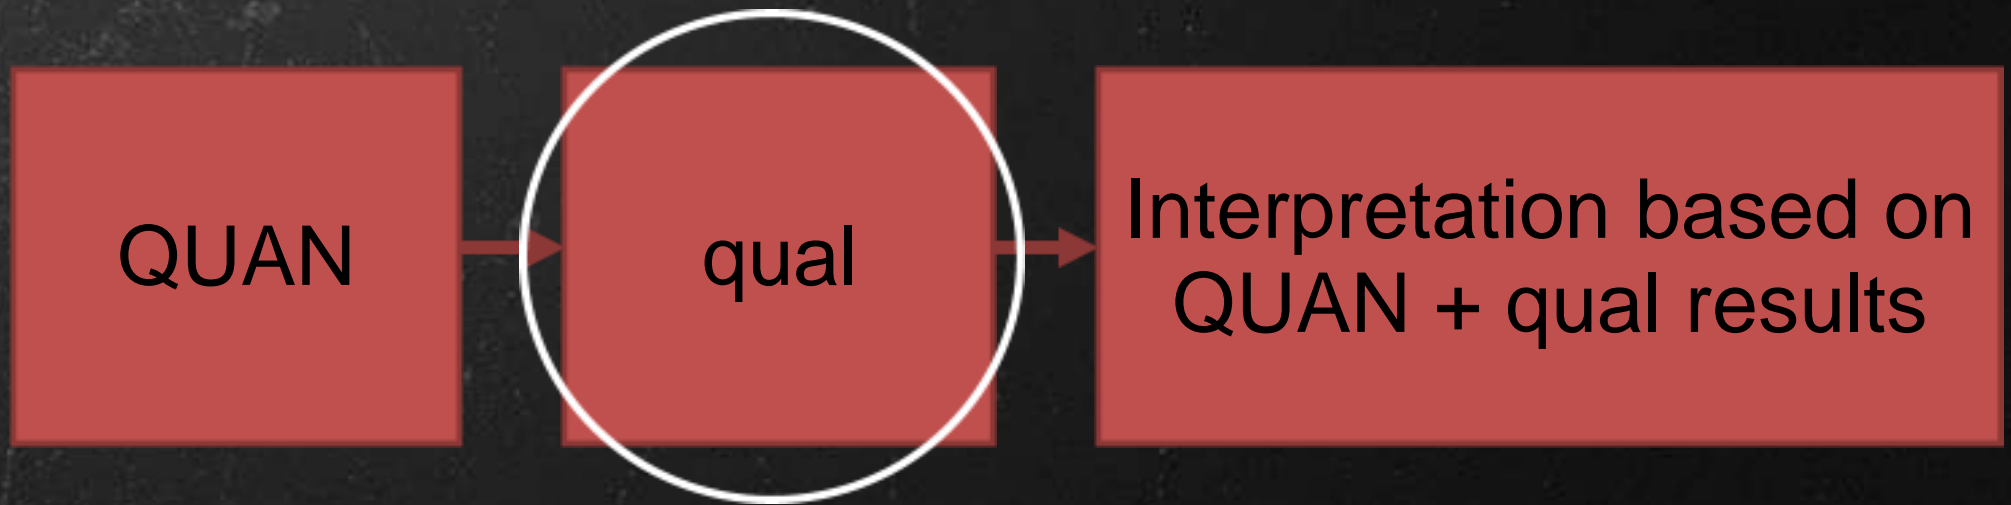 QUAN
qual
Interpretation based on
QUAN + qual results